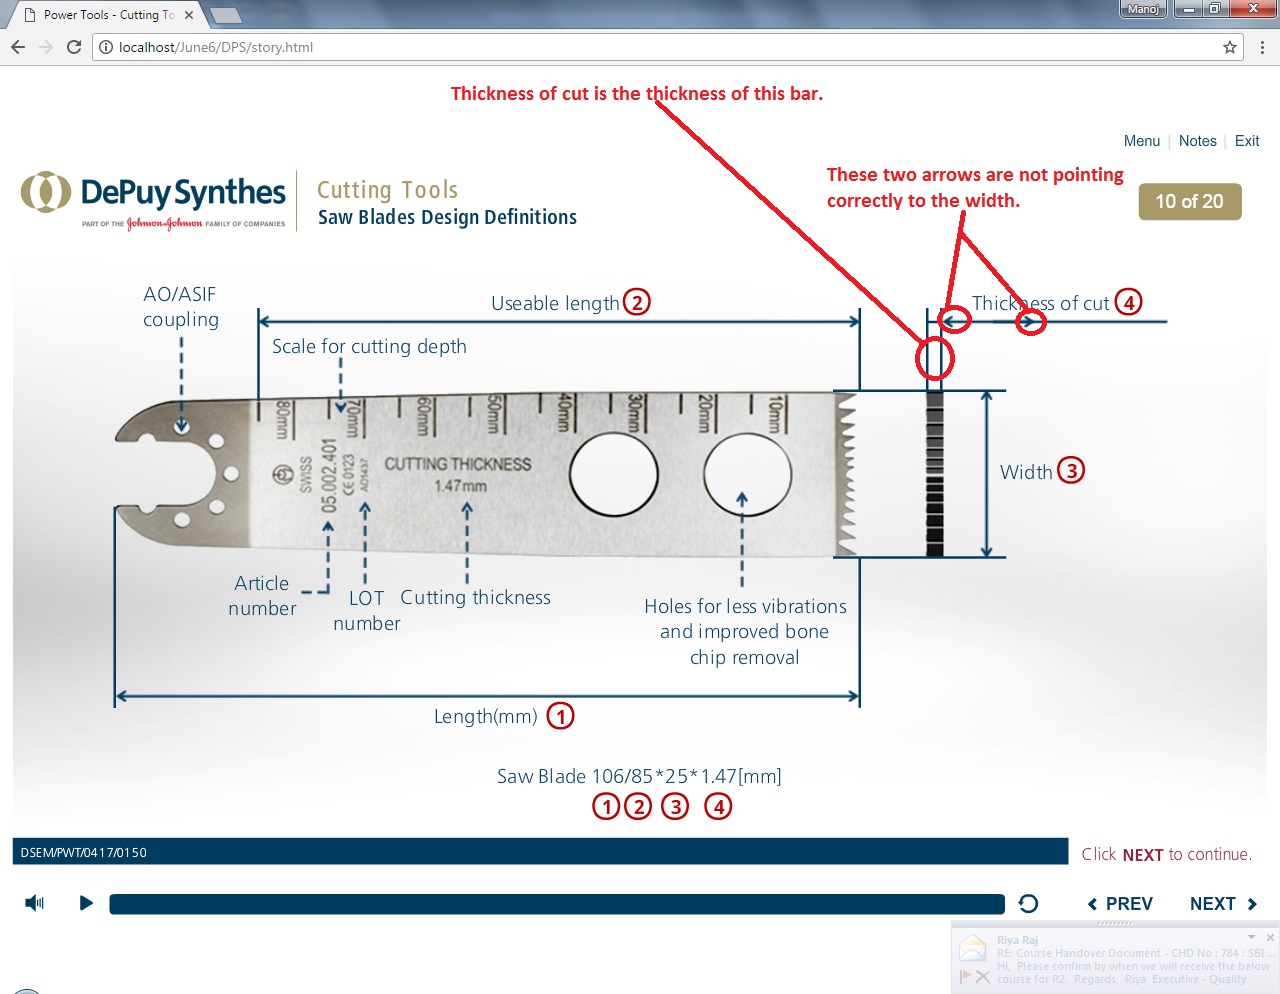 Power Tools - Cutting To
Manoj
localhost/June6/DPS/story.html
Thickness of cut is the thickness of this bar.
Menu | Notes | Exit
These two arrows are not pointing
correctly to the width.
DePuy Synthes
PART OF THE Johnson & Johnson FAMILY OF COMPANIES
Cutting Tools
Saw Blades Design Definitions
10 of 20
AO/ASIF
coupling
Useable length 2
Thickness of cut 4
Scale for cutting depth
80mm
70mm
60mm
50mm
40mm
30mm
20mm
10mm
SWISS
05.002.401
CE 0123
AO1437
CUTTING THICKNESS
1.47mm
Width 3
Article
number
LOT
number
Cutting thickness
Holes for less vibrations
and improved bone
chip removal
Length(mm) 1
Saw Blade 106/85*25*1.47[mm]
1 2 3 4
DSEM/PWT/0417/0150
Click NEXT to continue.
PREV
NEXT
Riya Raj
RE: Course Handover Document - CHD No : 784 : SBI ...
Hi, Please confirm by when we will receive the below
course for R2. Regards, Riya Executive - Quality